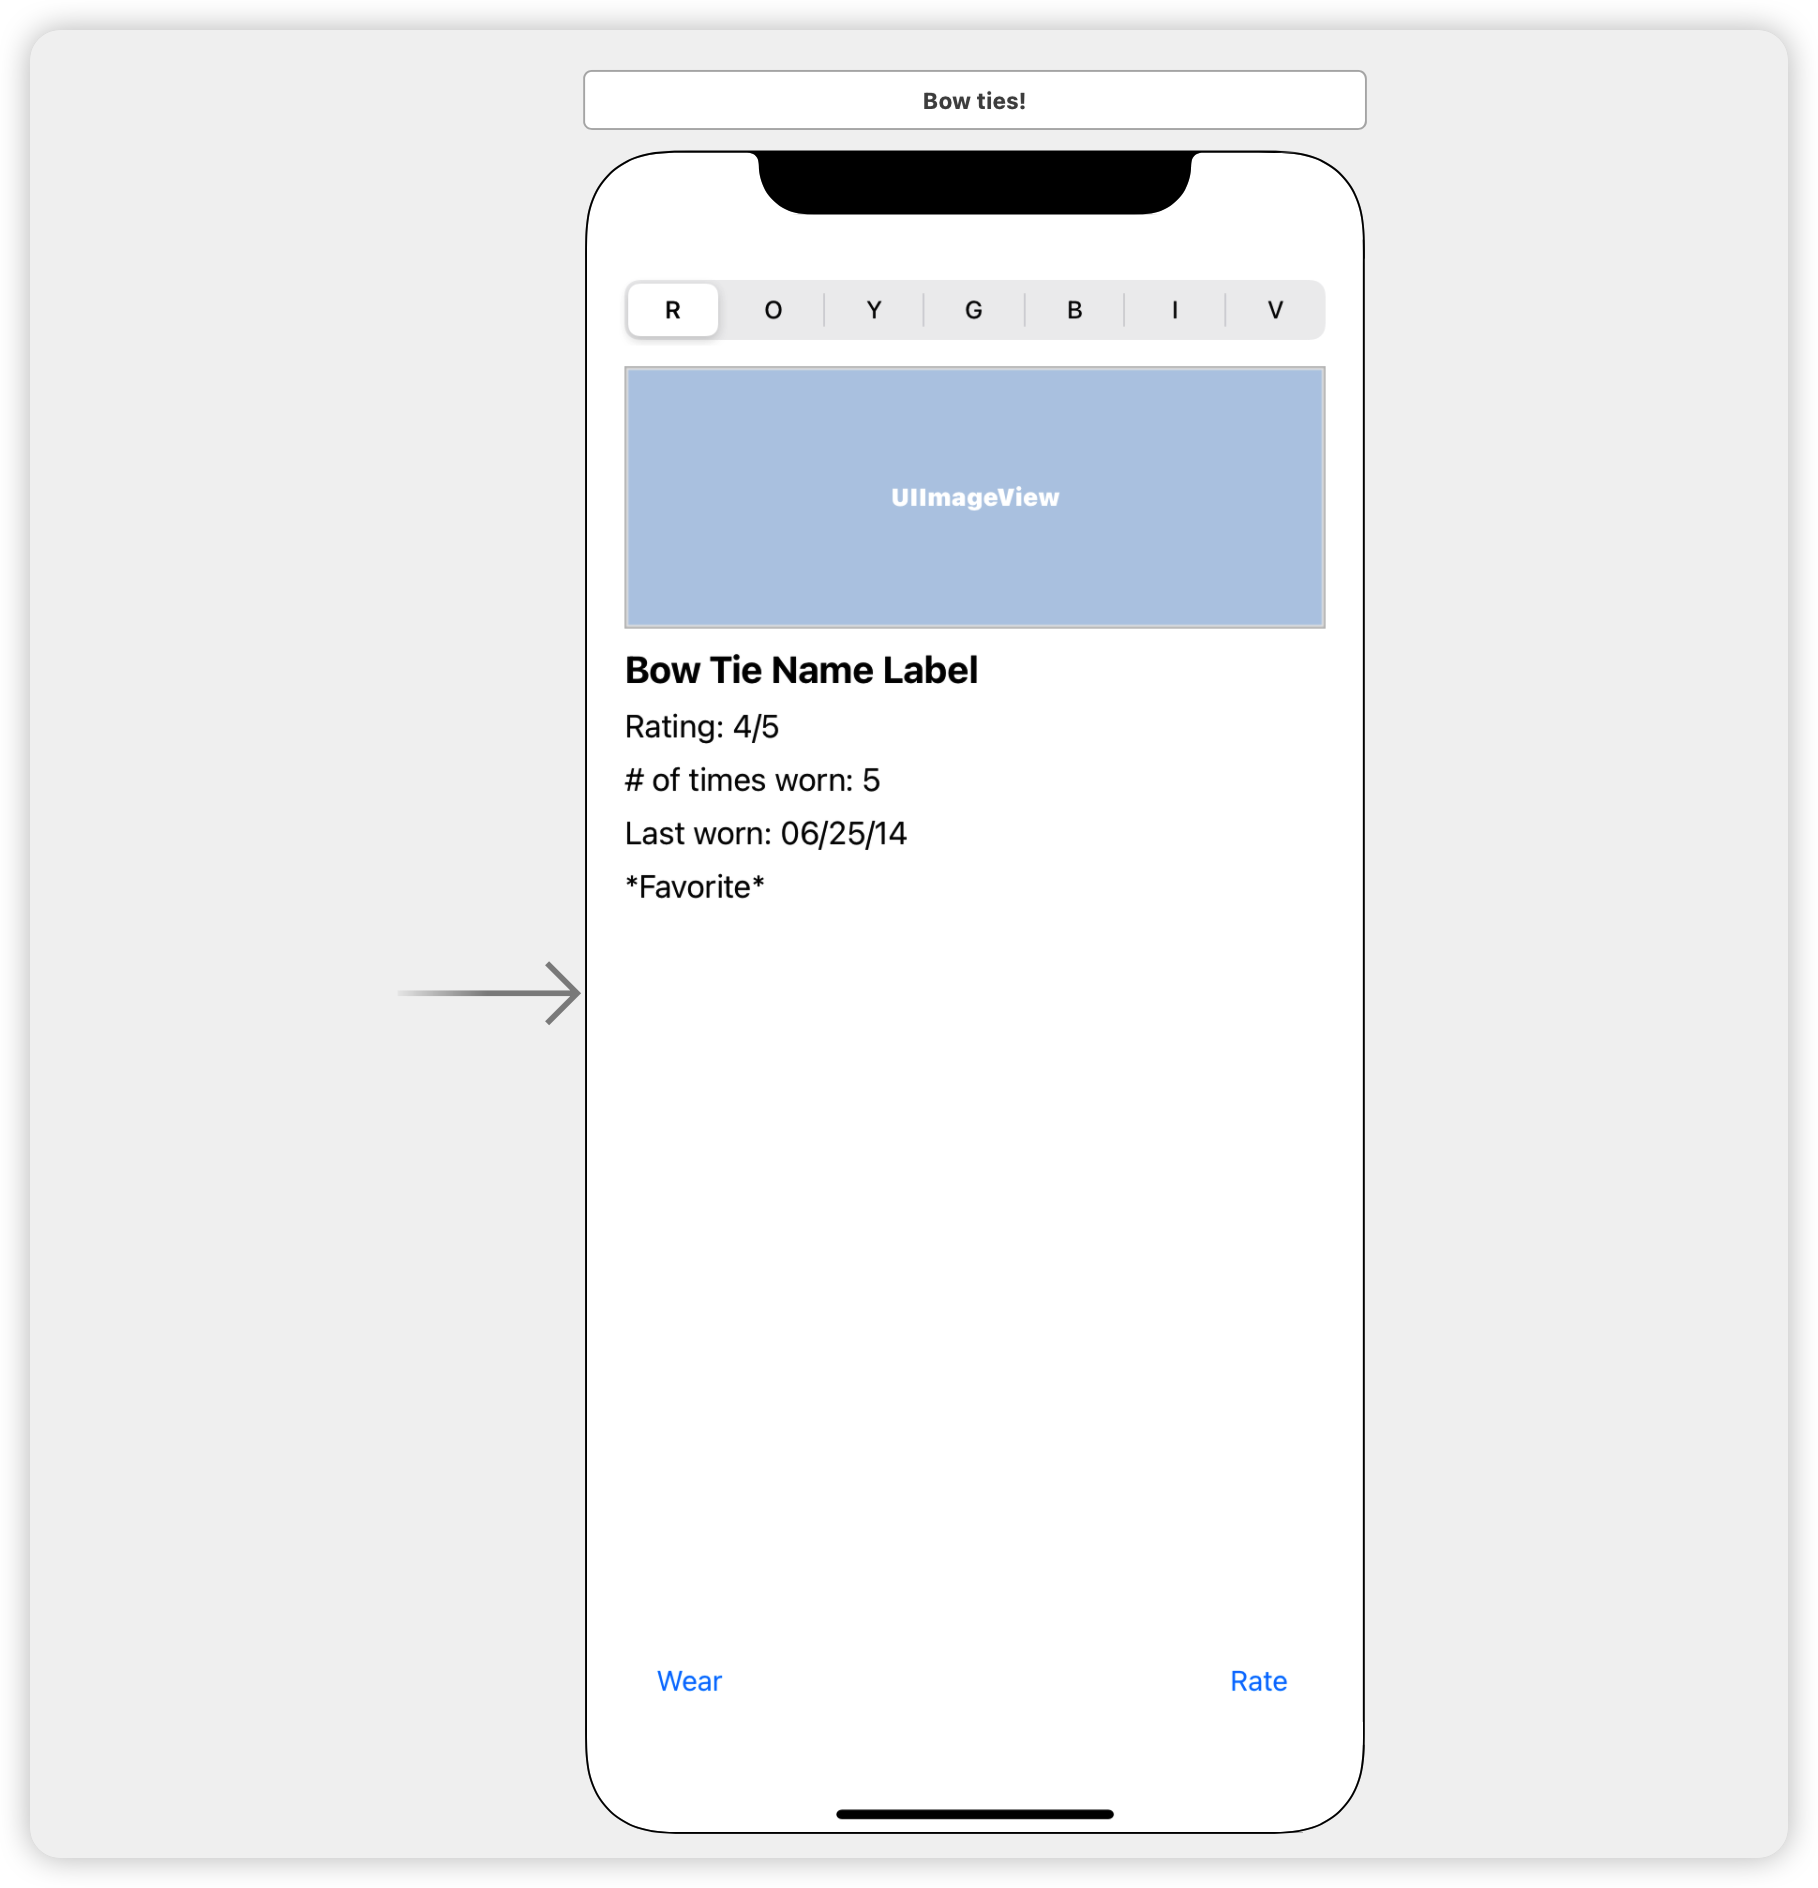 Bow ties!
R O Y G B I V
UIImageView
Bow Tie Name Label
Rating: 4/5
# of times worn: 5
Last worn: 06/25/14
*Favorite*
Wear Rate